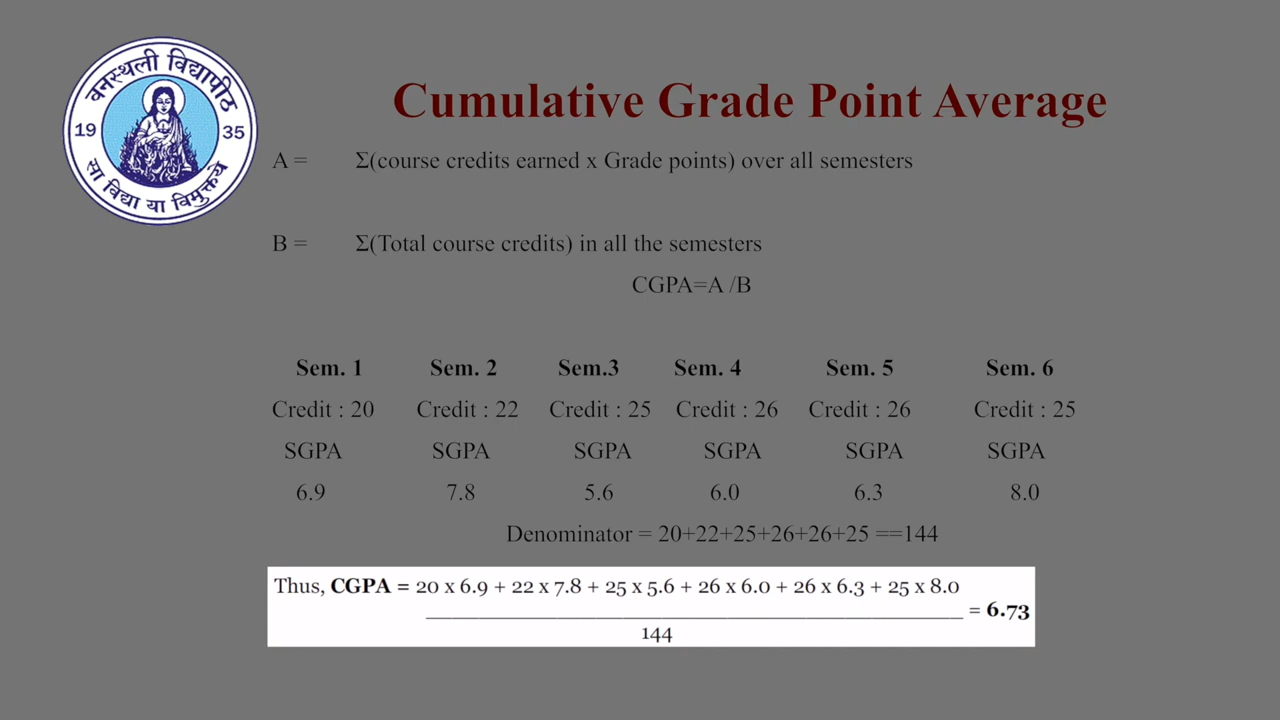 वनस्थली विद्यापीठ
19 35
सा विद्या या विमुक्तये
Cumulative Grade Point Average
A = Σ(course credits earned x Grade points) over all semesters
B = Σ(Total course credits) in all the semesters
CGPA=A /B
Sem. 1 Sem. 2 Sem.3 Sem. 4 Sem. 5 Sem. 6
Credit : 20 Credit : 22 Credit : 25 Credit : 26 Credit : 26 Credit : 25
SGPA SGPA SGPA SGPA SGPA SGPA
6.9 7.8 5.6 6.0 6.3 8.0
Denominator = 20+22+25+26+26+25 ==144
Thus, CGPA = 20 x 6.9 + 22 x 7.8 + 25 x 5.6 + 26 x 6.0 + 26 x 6.3 + 25 x 8.0
= 6.73
144